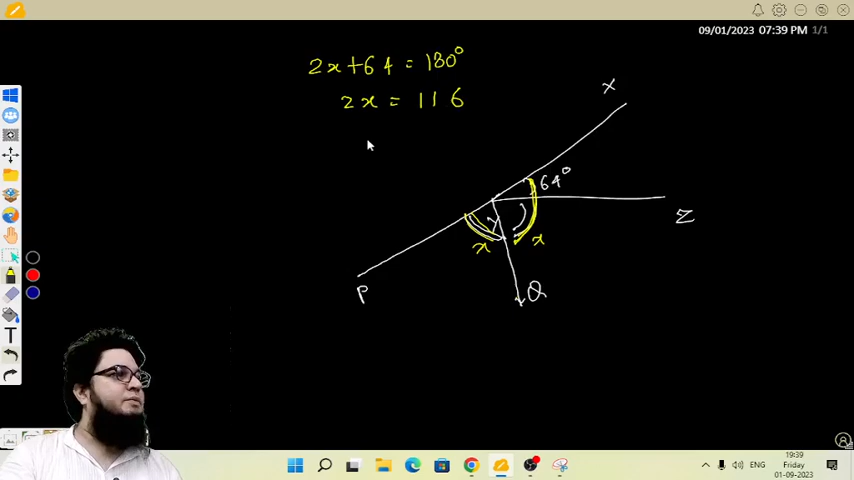 09/01/2023 07:39 PM 1/1
2x+64=180°
2x = 116
X
64°
Z
Y
x
x
P
Q
T
ENG
19:39
Friday
01-09-2023